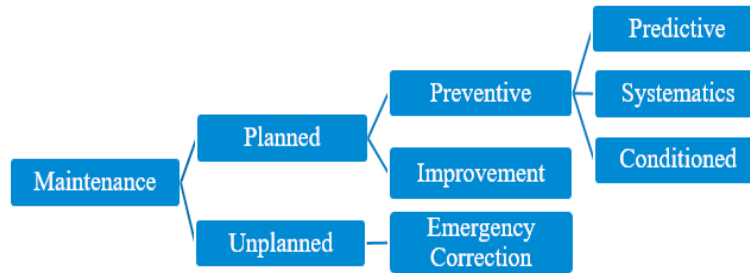 Maintenance
Planned
Unplanned
Preventive
Improvement
Emergency
Correction
Predictive
Systematics
Conditioned